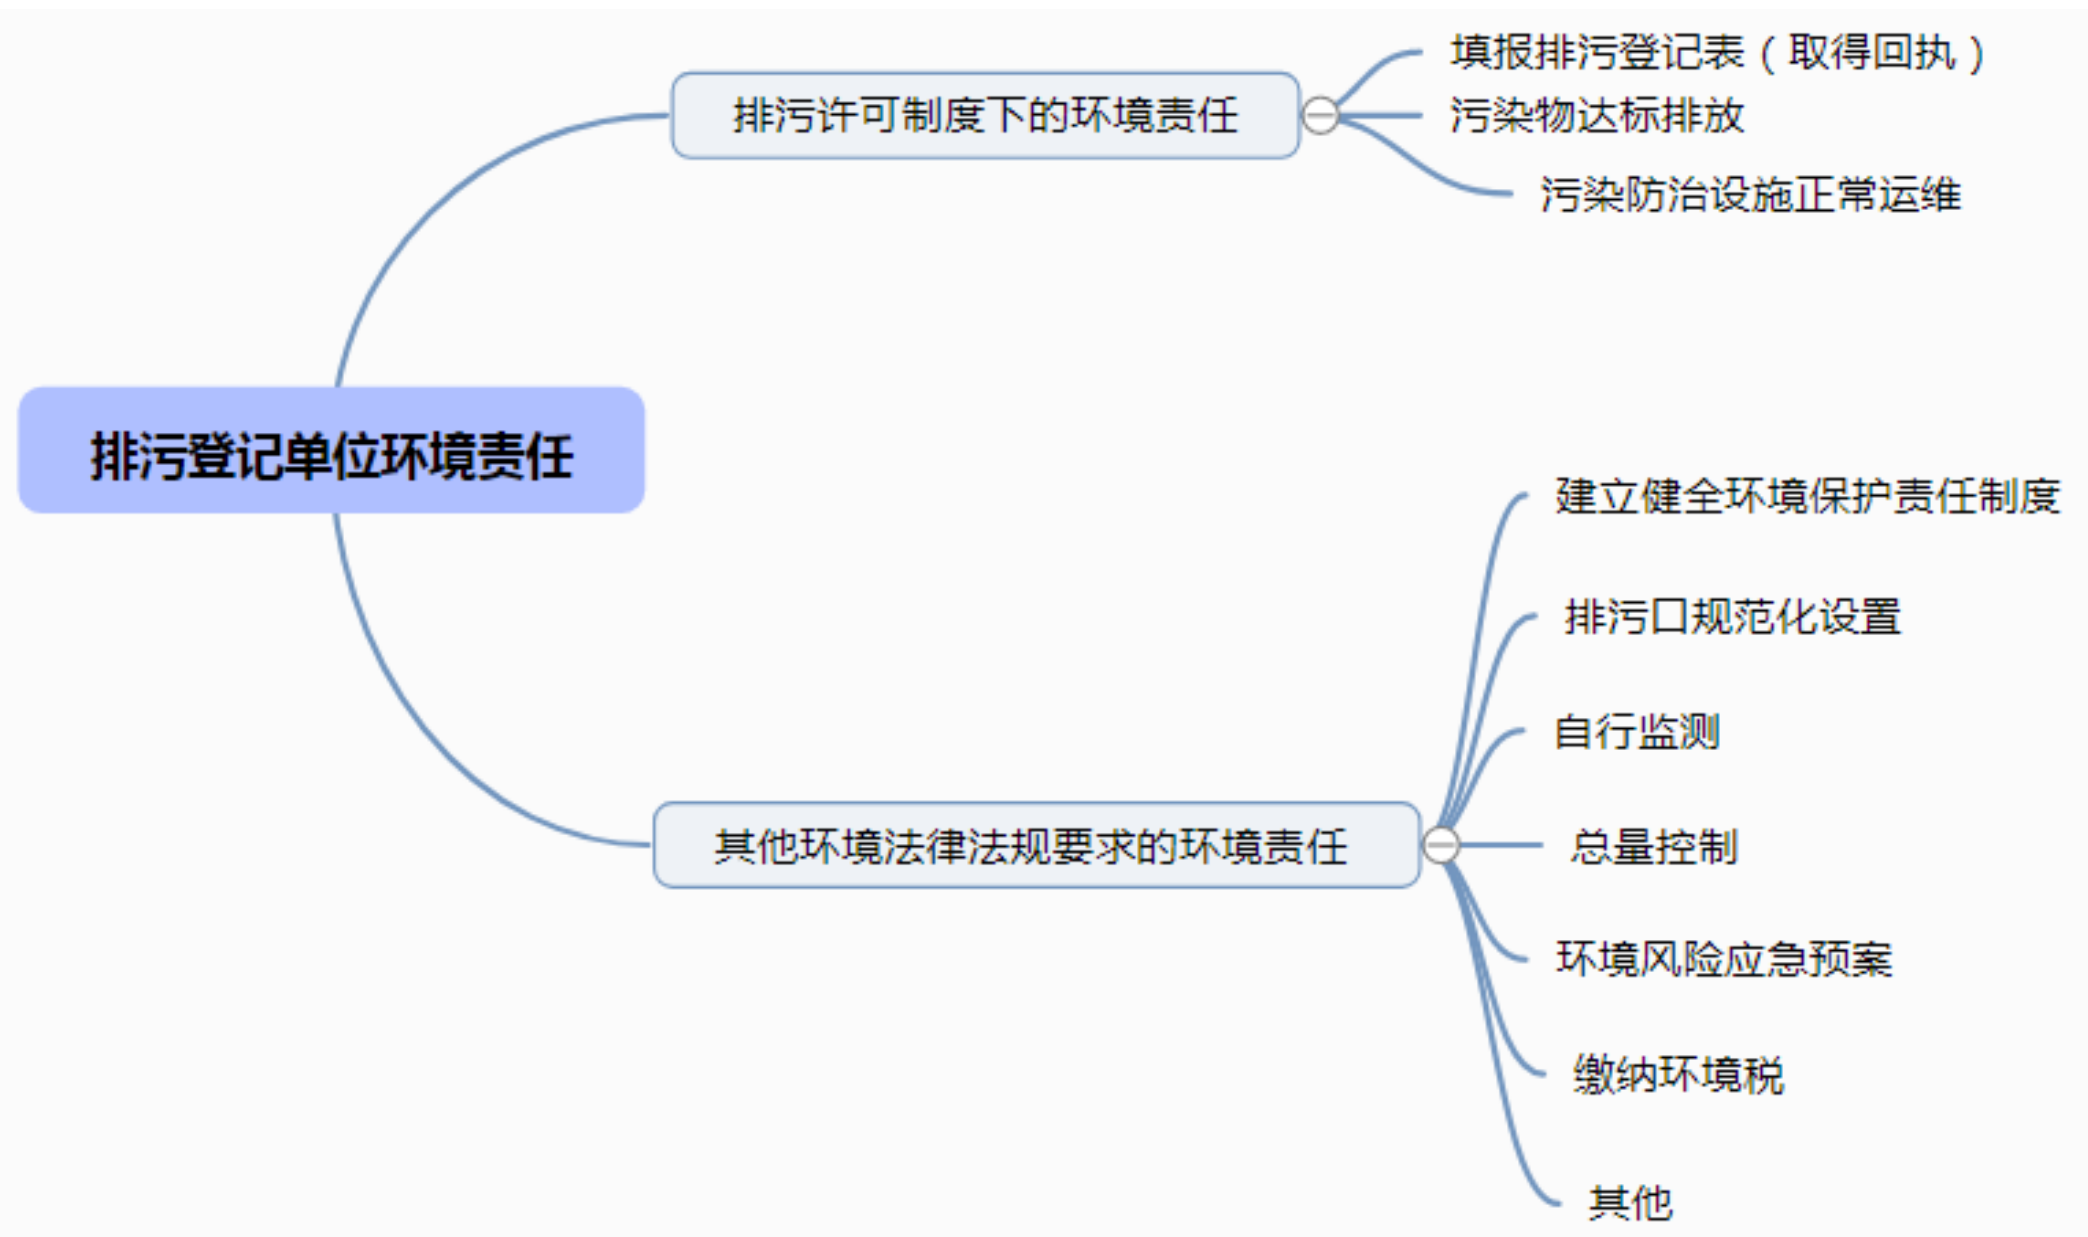 排污登记单位环境责任
排污许可制度下的环境责任
填报排污登记表（取得回执）
污染物达标排放
污染防治设施正常运维
其他环境法律法规要求的环境责任
建立健全环境保护责任制度
排污口规范化设置
自行监测
总量控制
环境风险应急预案
缴纳环境税
其他